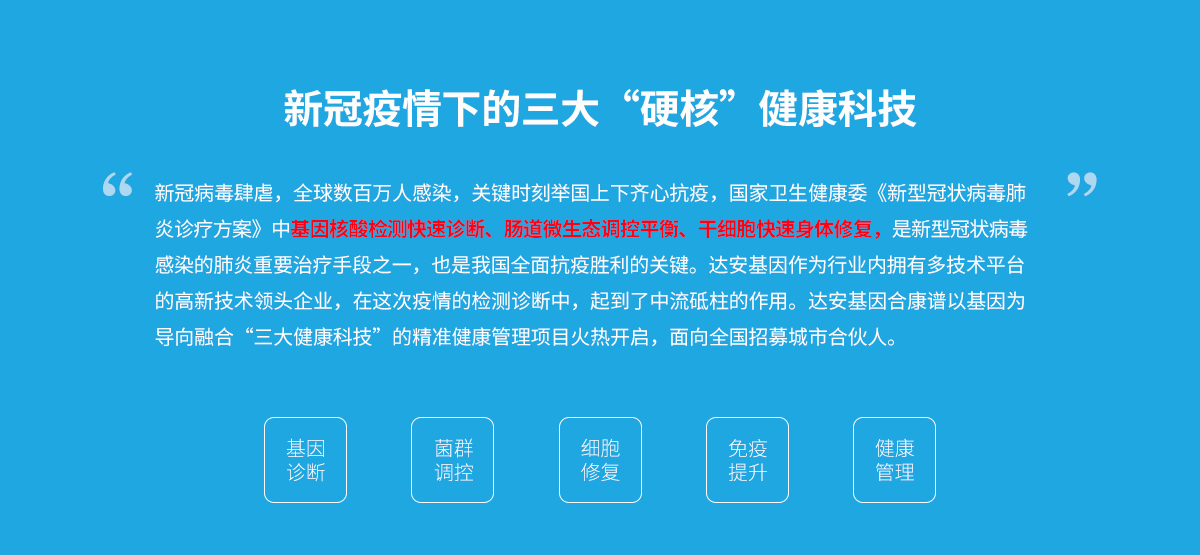 新冠疫情下的三大“硬核”健康科技
“ ”
新冠病毒肆虐，全球数百万人感染，关键时刻举国上下齐心抗疫，国家卫生健康委《新型冠状病毒肺
炎诊疗方案》中基因核酸检测快速诊断、肠道微生态调控平衡、干细胞快速身体修复，是新型冠状病毒
感染的肺炎重要治疗手段之一，也是我国全面抗疫胜利的关键。达安基因作为行业内拥有多技术平台
的高新技术领头企业，在这次疫情的检测诊断中，起到了中流砥柱的作用。达安基因合康谱以基因为
导向融合“三大健康科技”的精准健康管理项目火热开启，面向全国招募城市合伙人。
基因
诊断
菌群
调控
细胞
修复
免疫
提升
健康
管理